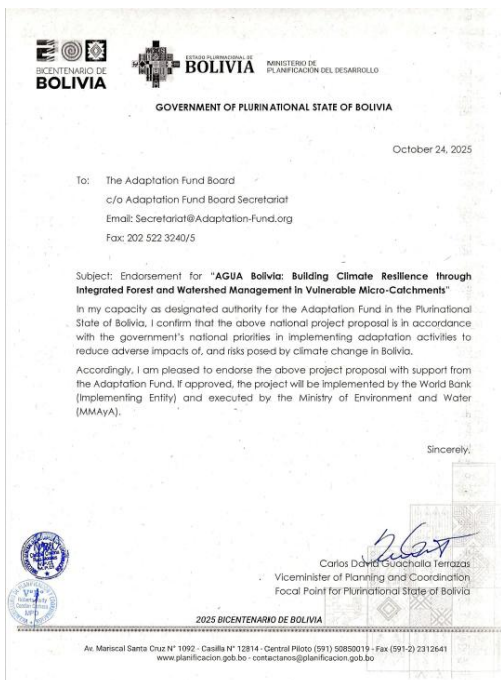 BICENTENARIO DE
BOLIVIA
ESTADO PLURINACIONAL DE
BOLIVIA
MINISTERIO DE
PLANIFICACIÓN DEL DESARROLLO
GOVERNMENT OF PLURINATIONAL STATE OF BOLIVIA
October 24, 2025
To: The Adaptation Fund Board
c/o Adaptation Fund Board Secretariat
Email: Secretariat@Adaptation-Fund.org
Fax: 202 522 3240/5
Subject: Endorsement for "AGUA Bolivia: Building Climate Resilience through
Integrated Forest and Watershed Management in Vulnerable Micro-Catchments"
In my capacity as designated authority for the Adaptation Fund in the Plurinational
State of Bolivia, I confirm that the above national project proposal is in accordance
with the government's national priorities in implementing adaptation activities to
reduce adverse impacts of, and risks posed by climate change in Bolivia.
Accordingly, I am pleased to endorse the above project proposal with support from
the Adaptation Fund. If approved, the project will be implemented by the World Bank
(Implementing Entity) and executed by the Ministry of Environment and Water
(MMAyA).
Sincerely,
Carlos David Guachalla Terrazas
Viceminister of Planning and Coordination
Focal Point for Plurinational State of Bolivia
2025 BICENTENARIO DE BOLIVIA
Av. Mariscal Santa Cruz N° 1092 - Casilla N° 12814 - Central Piloto (591) 50850019 - Fax (591-2) 2312641
www.planificacion.gob.bo - contactanos@planificacion.gob.bo